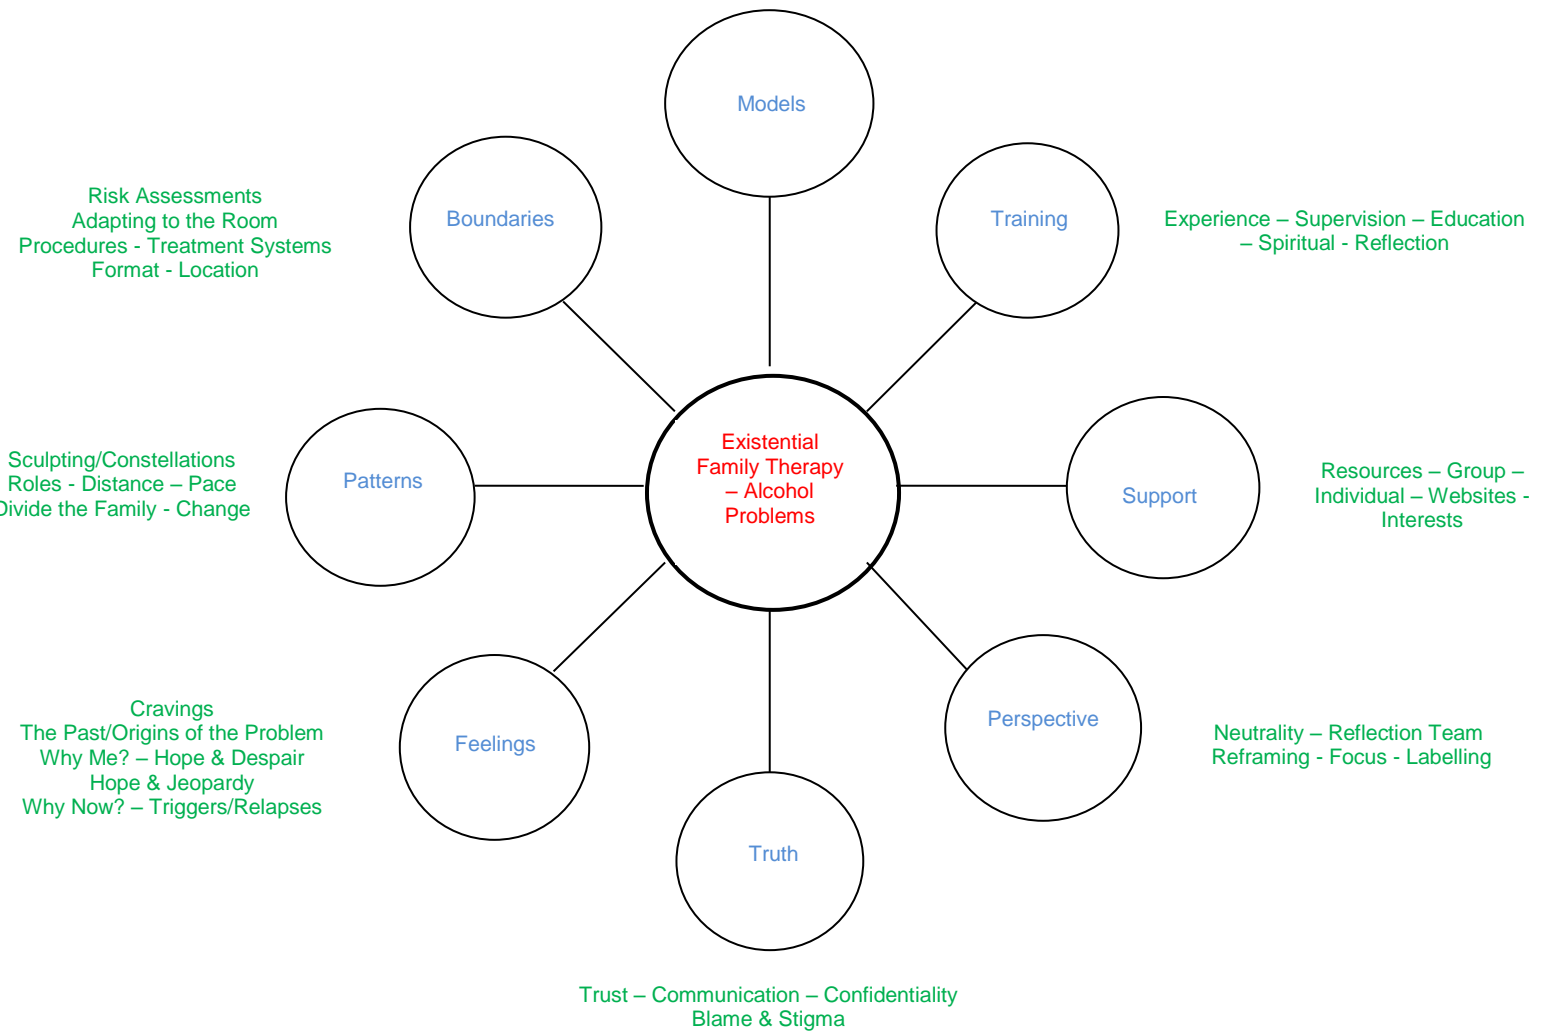 Models
Boundaries
Risk Assessments
Adapting to the Room
Procedures - Treatment Systems
Format - Location
Training
Experience – Supervision – Education
– Spiritual - Reflection
Existential
Family Therapy
– Alcohol
Problems
Patterns
Sculpting/Constellations
Roles - Distance – Pace
Divide the Family - Change
Support
Resources – Group –
Individual – Websites -
Interests
Feelings
Cravings
The Past/Origins of the Problem
Why Me? – Hope & Despair
Hope & Jeopardy
Why Now? – Triggers/Relapses
Perspective
Neutrality – Reflection Team
Reframing - Focus - Labelling
Truth
Trust – Communication – Confidentiality
Blame & Stigma